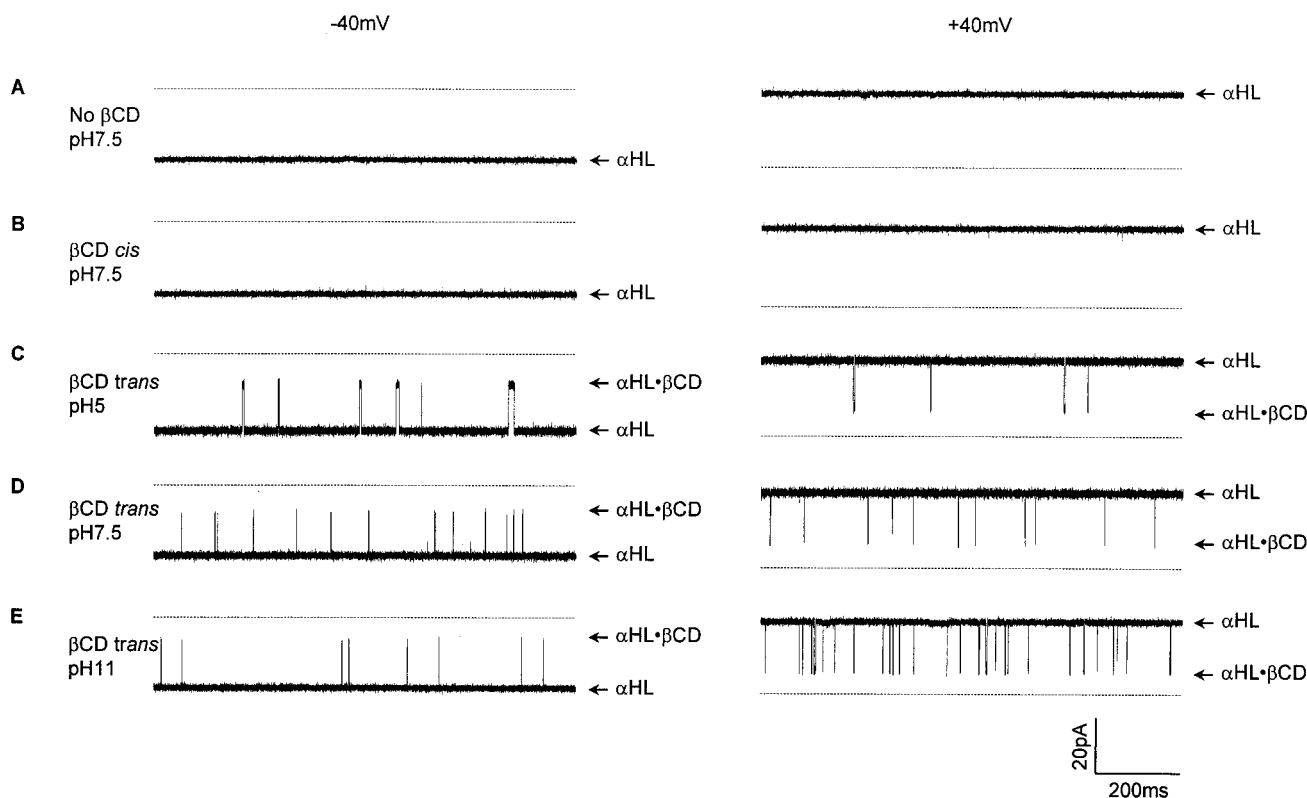 -40mV
+40mV
A
No βCD
pH7.5
← αHL
← αHL
B
βCD cis
pH7.5
← αHL
← αHL
C
βCD trans
pH5
← αHL•βCD
← αHL
← αHL
← αHL•βCD
D
βCD trans
pH7.5
← αHL•βCD
← αHL
← αHL
← αHL•βCD
E
βCD trans
pH11
← αHL•βCD
← αHL
← αHL
← αHL•βCD
20pA
200ms